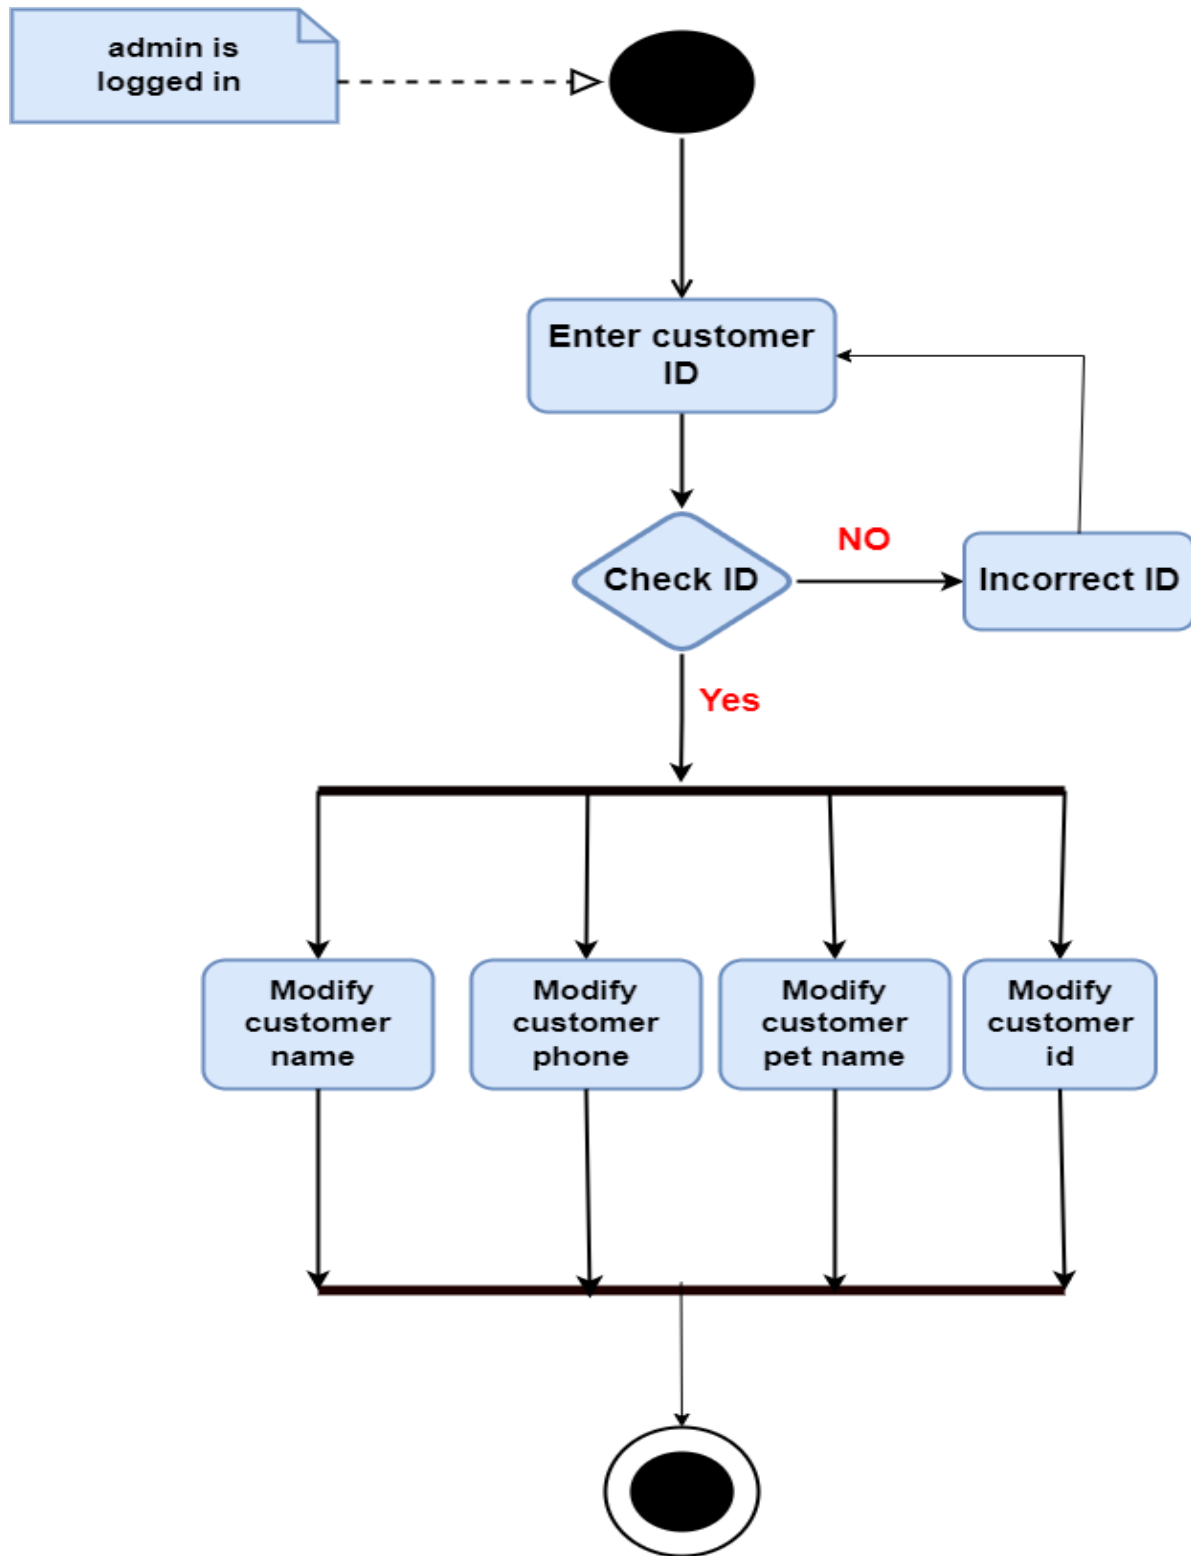 admin is
logged in
Enter customer
ID
Check ID
NO
Incorrect ID
Yes
Modify
customer
name
Modify
customer
phone
Modify
customer
pet name
Modify
customer
id